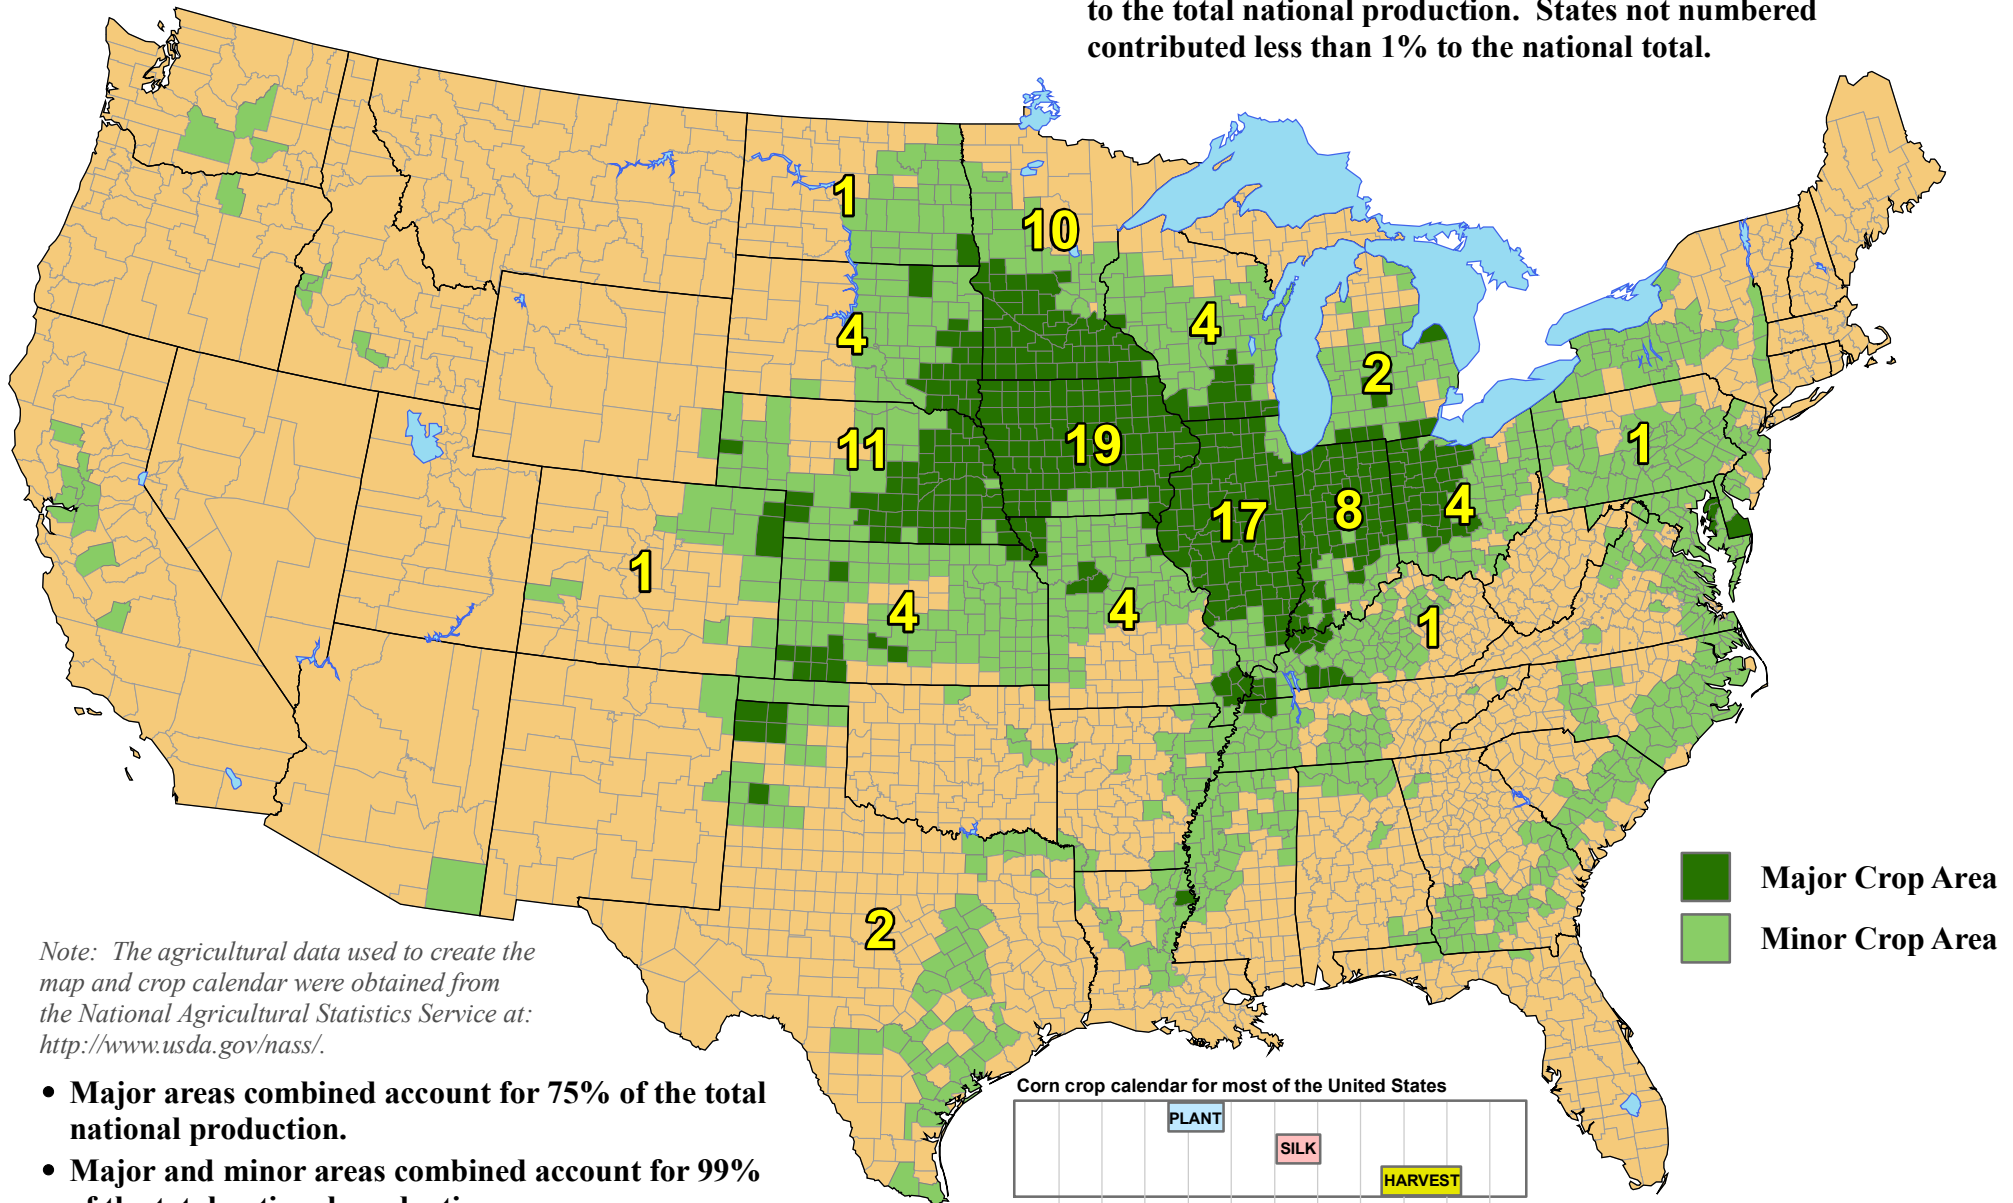 to the total national production. States not numbered
contributed less than 1% to the national total.
1
10
4
4
2
11
19
1
17
8
4
1
4
4
1
2
Major Crop Area
Minor Crop Area
Note: The agricultural data used to create the
map and crop calendar were obtained from
the National Agricultural Statistics Service at:
http://www.usda.gov/nass/.
• Major areas combined account for 75% of the total
national production.
• Major and minor areas combined account for 99%
of the total national production.
Corn crop calendar for most of the United States
PLANT
SILK
HARVEST